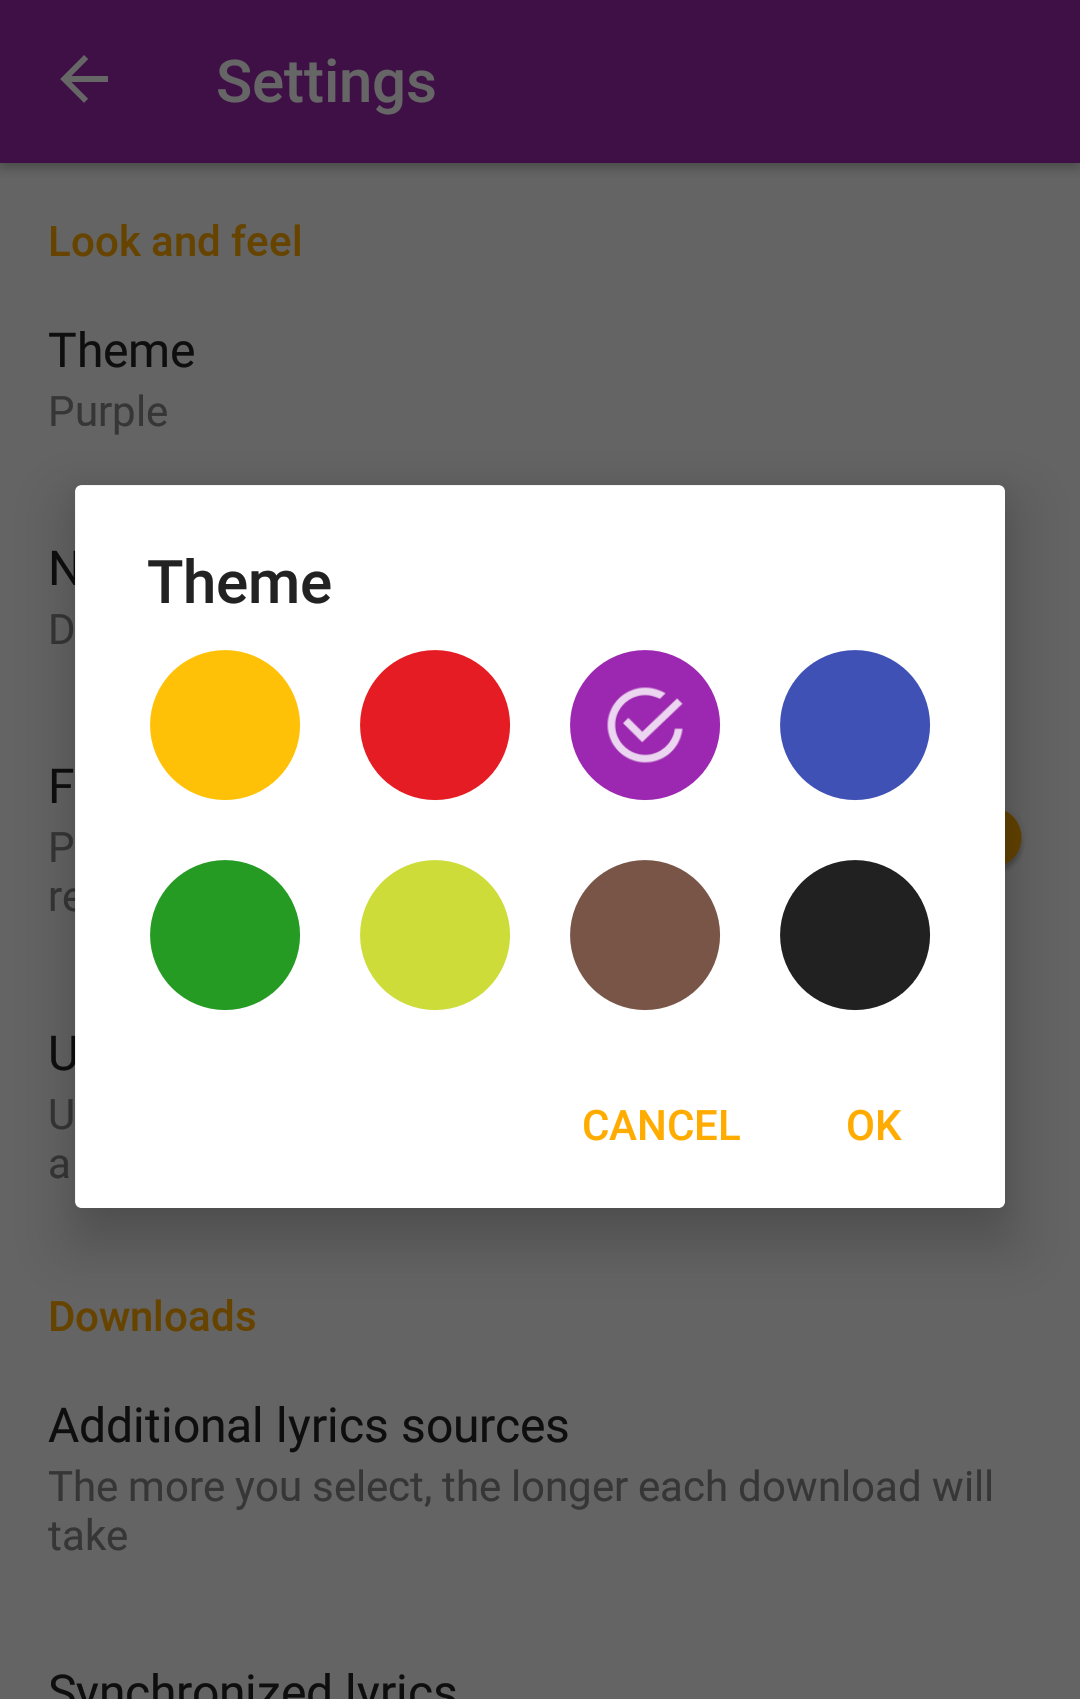 Settings
Look and feel
Theme
Purple
Theme
CANCEL
OK
Downloads
Additional lyrics sources
The more you select, the longer each download will
take
Synchronized lyrics